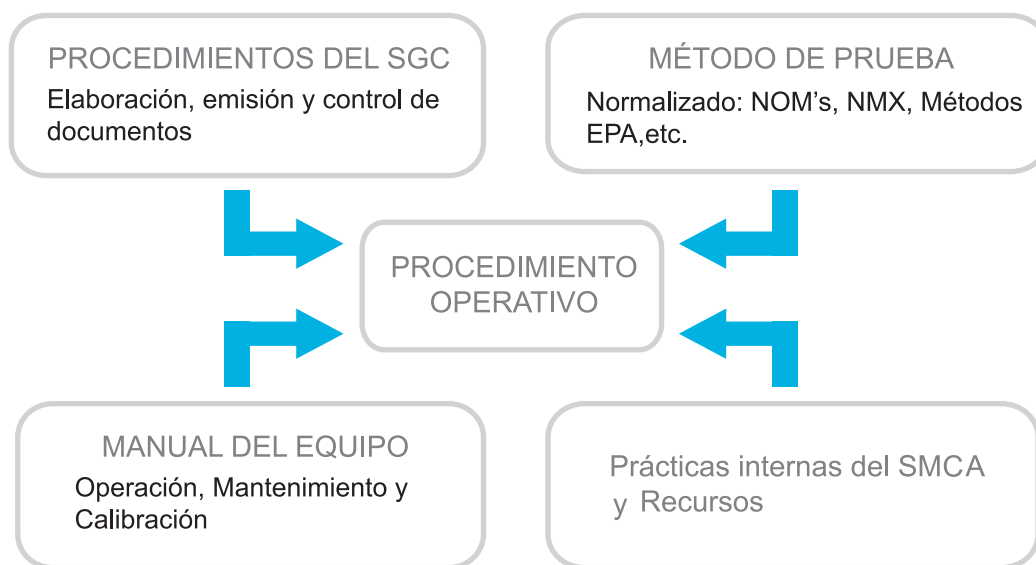 PROCEDIMIENTOS DEL SGC
Elaboración, emisión y control de
documentos
MÉTODO DE PRUEBA
Normalizado: NOM's, NMX, Métodos
EPA,etc.
PROCEDIMIENTO
OPERATIVO
MANUAL DEL EQUIPO
Operación, Mantenimiento y
Calibración
Prácticas internas del SMCA
y Recursos